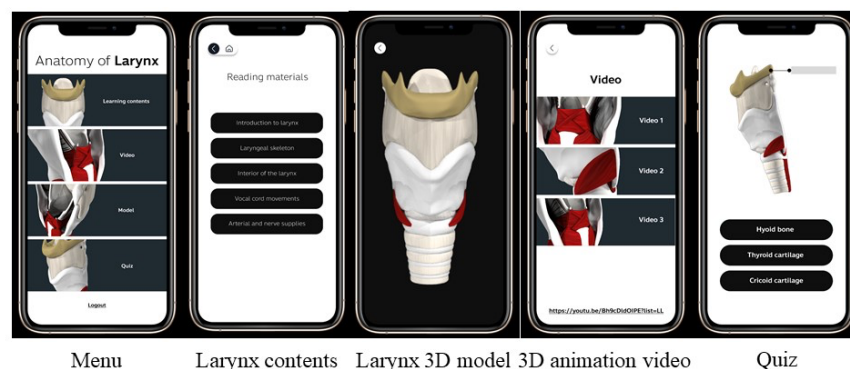 Anatomy of Larynx
Learning contents
Video
Model
Quiz
Logout
Reading materials
Introduction to larynx
Laryngeal skeleton
Interior of the larynx
Vocal cord movements
Arterial and nerve supplies
Video
Video 1
Video 2
Video 3
https://youtu.be/Bh9cDidOlPE?list=LL
Hyoid bone
Thyroid cartilage
Cricoid cartilage
Menu
Larynx contents
Larynx 3D model
3D animation video
Quiz